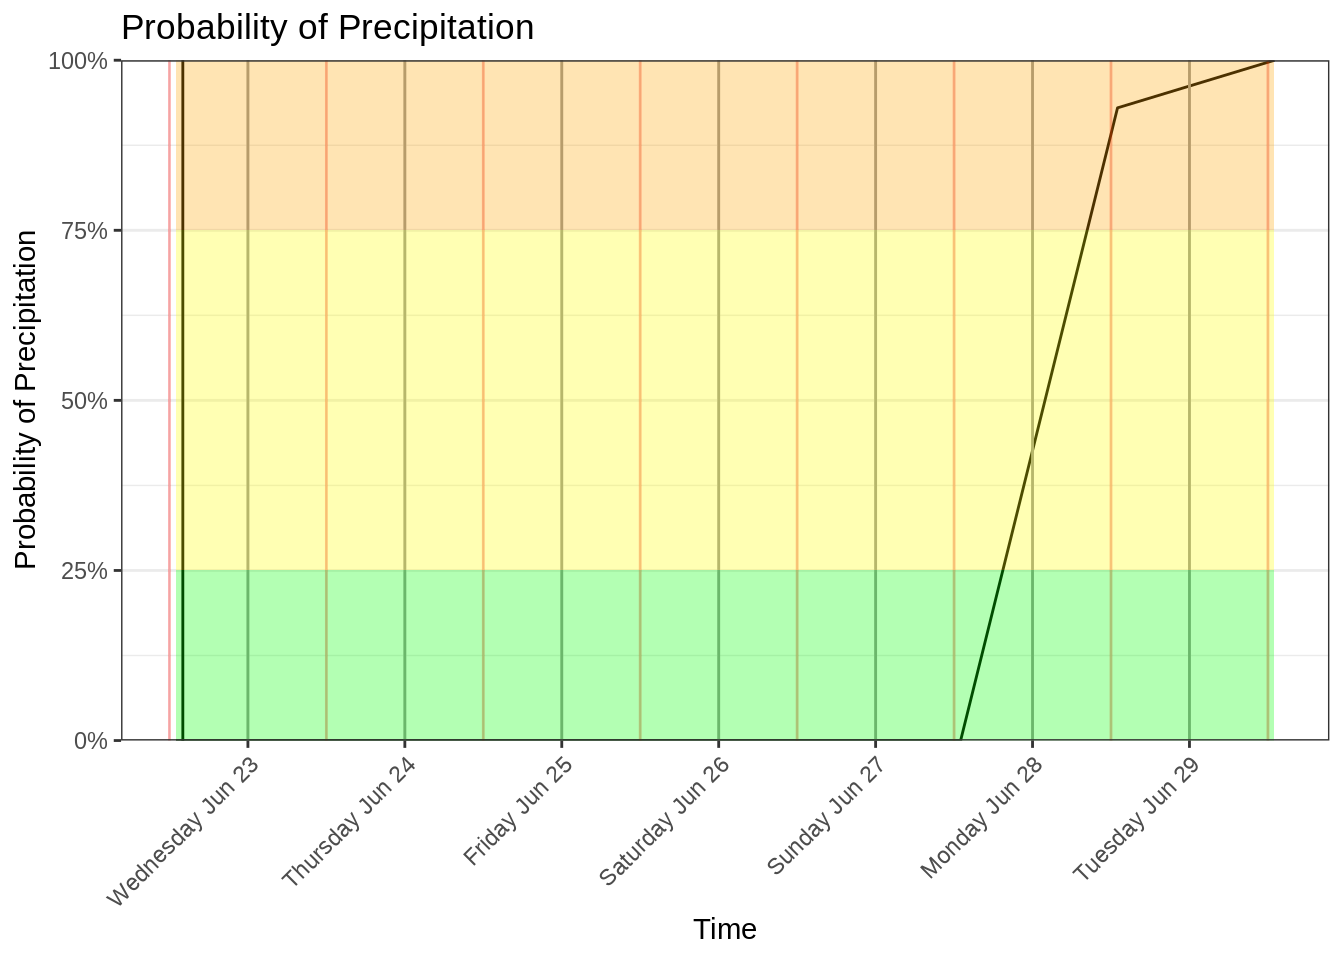 Probability of Precipitation
Probability of Precipitation
100%
75%
50%
25%
0%
Wednesday Jun 23
Thursday Jun 24
Friday Jun 25
Saturday Jun 26
Sunday Jun 27
Monday Jun 28
Tuesday Jun 29
Time